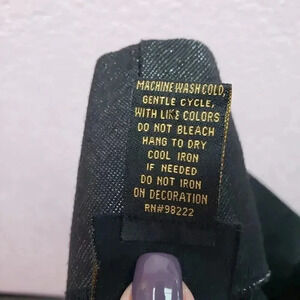 MACHINE WASH COLD,
GENTLE CYCLE,
WITH LIKE COLORS
DO NOT BLEACH
HANG TO DRY
COOL IRON
IF NEEDED
DO NOT IRON
ON DECORATION
RN#98222